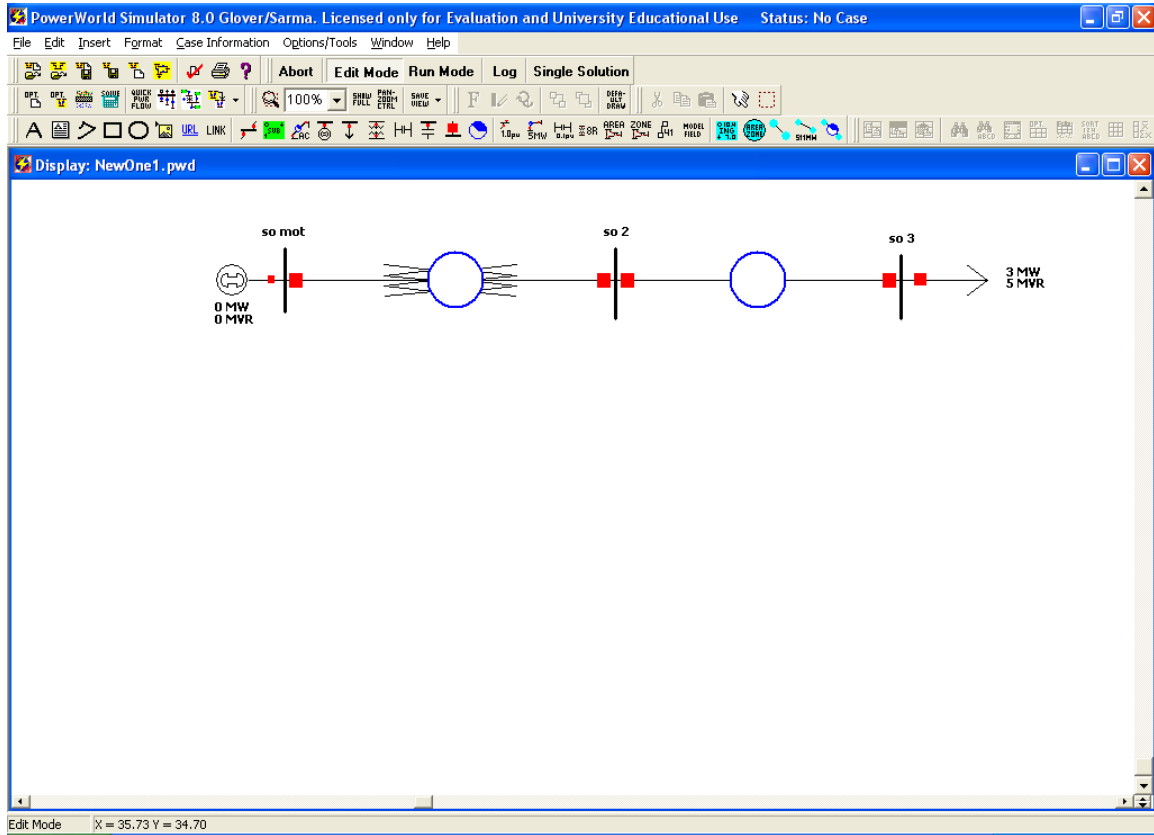 PowerWorld Simulator 8.0 Glover/Sarma. Licensed only for Evaluation and University Educational Use Status: No Case
File Edit Insert Format Case Information Options/Tools Window Help
Abort Edit Mode Run Mode Log Single Solution
100%
A URL LINK
Display: NewOne1.pwd
so mot
so 2
so 3
0 MW
0 MVR
3 MW
5 MVR
Edit Mode X = 35.73 Y = 34.70